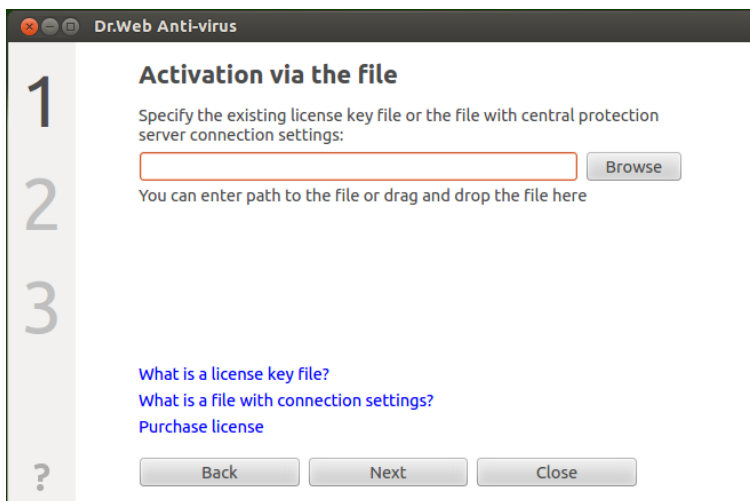 Dr.Web Anti-virus
1
Activation via the file
Specify the existing license key file or the file with central protection
server connection settings:
Browse
You can enter path to the file or drag and drop the file here
2
3
What is a license key file?
What is a file with connection settings?
Purchase license
?
Back Next Close